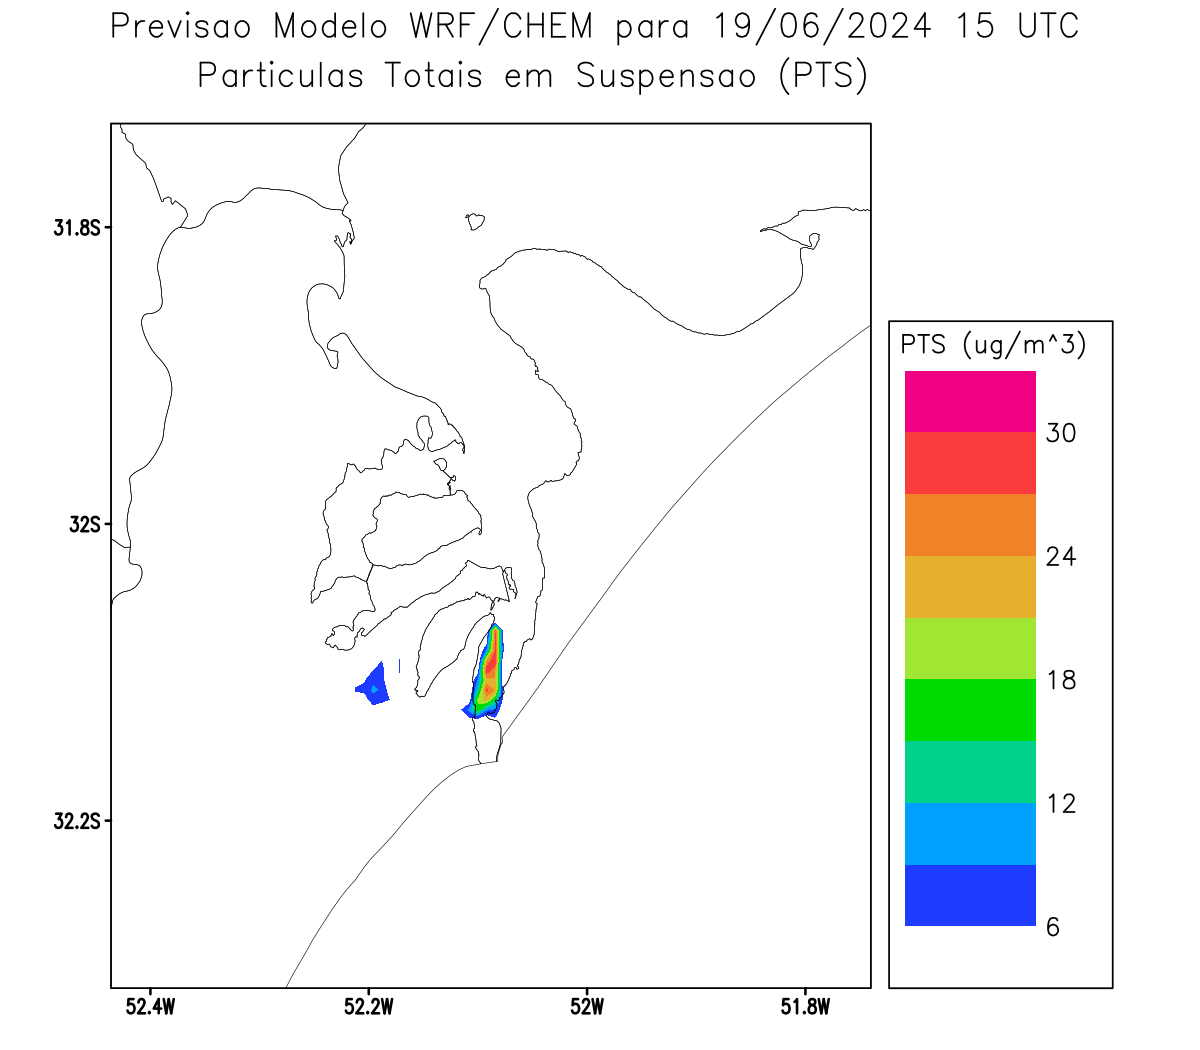 Previsao Modelo WRF/CHEM para 19/06/2024 15 UTC
Particulas Totais em Suspensao (PTS)
31.8S
32S
32.2S
52.4W
52.2W
52W
51.8W
PTS (ug/m^3)
30
24
18
12
6